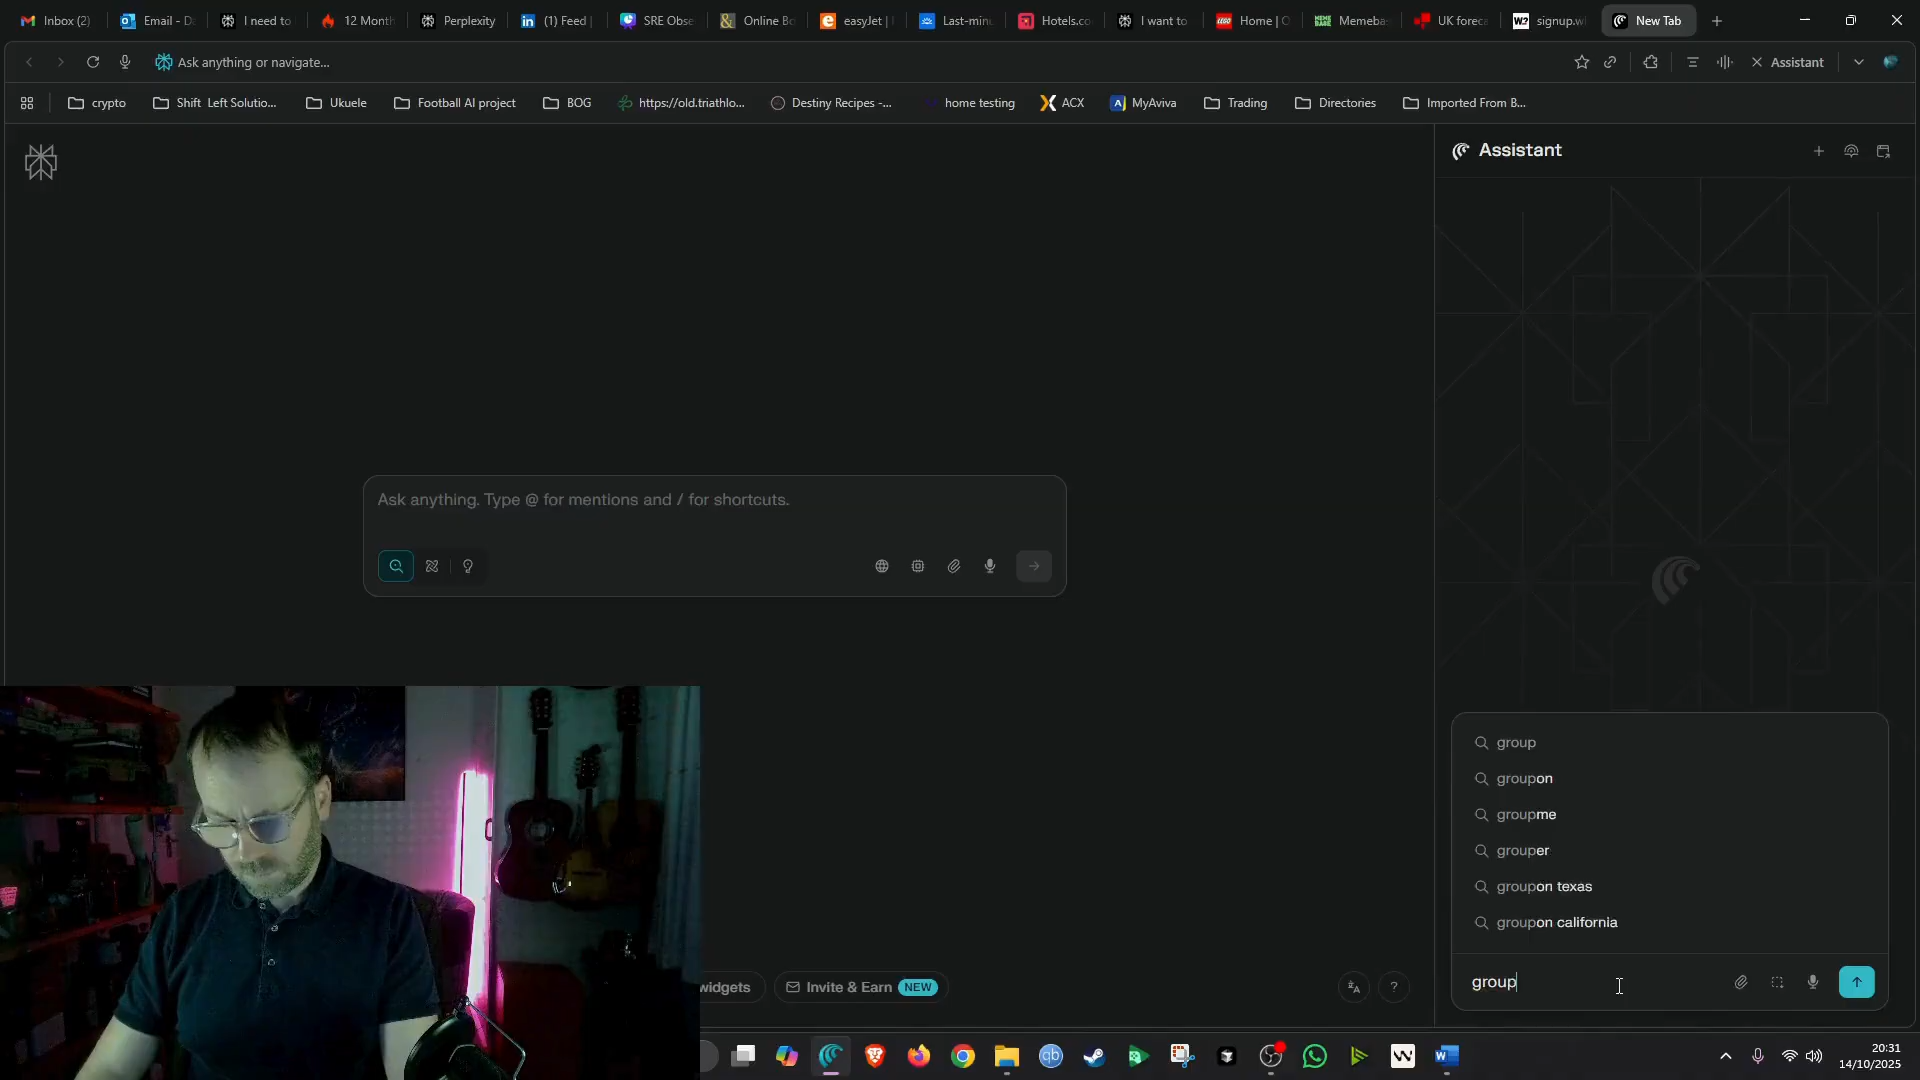 Inbox (2)
Email - Da
I need to
12 Month
Perplexity
(1) Feed |
SRE Obse
Online Bo
easyJet |
Last-minu
Hotels.co
I want to
Home | O
Memeba
UK foreca
signup.wi
New Tab
Ask anything or navigate...
Assistant
crypto
Shift Left Solutio...
Ukuele
Football AI project
BOG
https://old.triathlo...
Destiny Recipes -...
home testing
ACX
MyAviva
Trading
Directories
Imported From B...
Assistant
Ask anything. Type @ for mentions and / for shortcuts.
group
groupon
groupme
grouper
groupon texas
groupon california
group
widgets
Invite & Earn NEW
20:31
14/10/2025